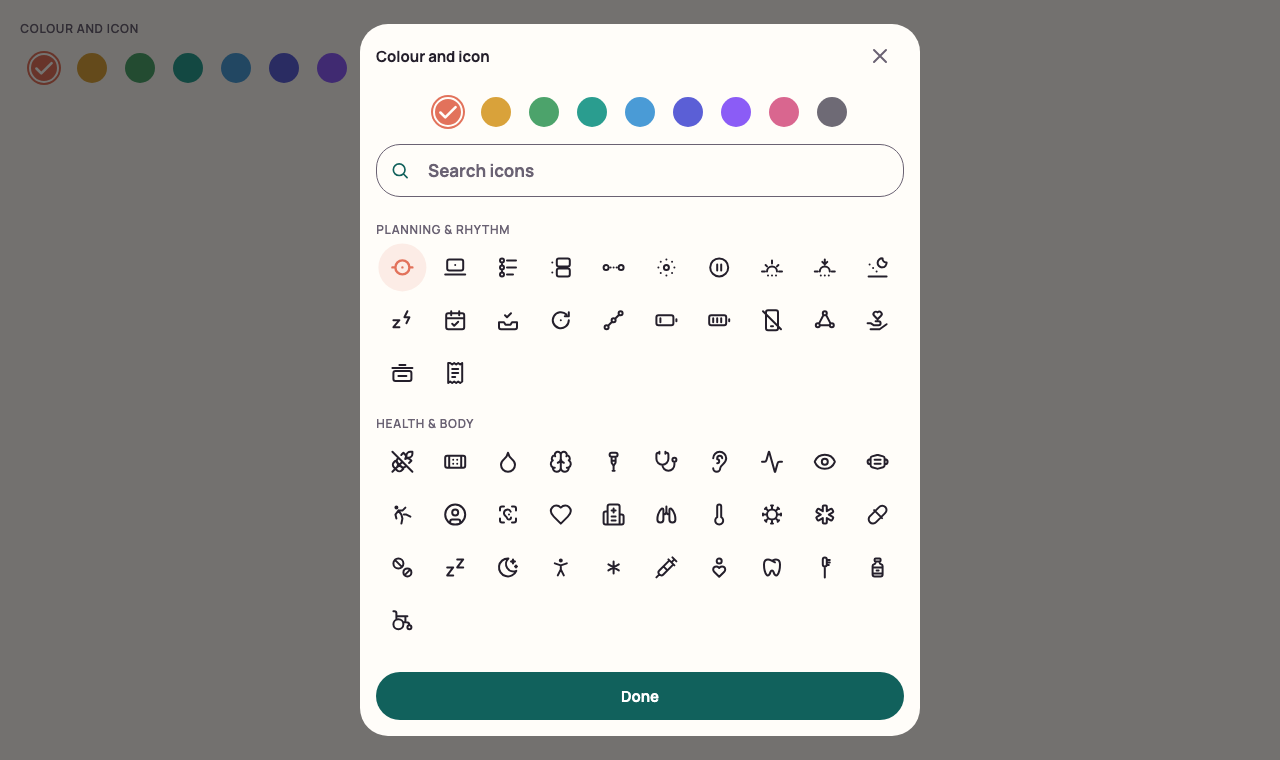 COLOUR AND ICON
Colour and icon
Search icons
PLANNING & RHYTHM
HEALTH & BODY
Done